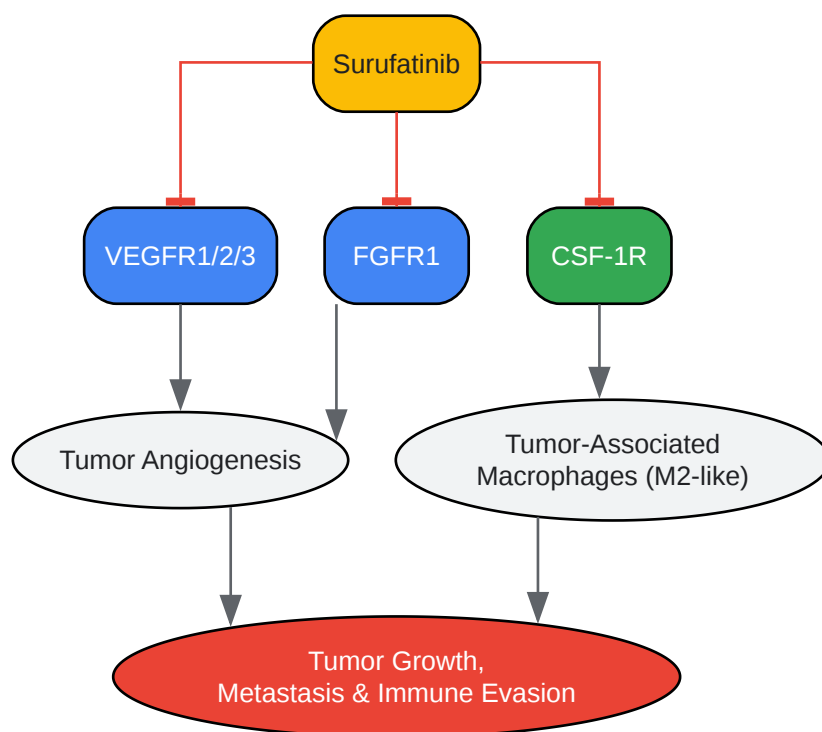 Surufatinib
VEGFR1/2/3
FGFR1
CSF-1R
Tumor Angiogenesis
Tumor-Associated
Macrophages (M2-like)
Tumor Growth,
Metastasis & Immune Evasion